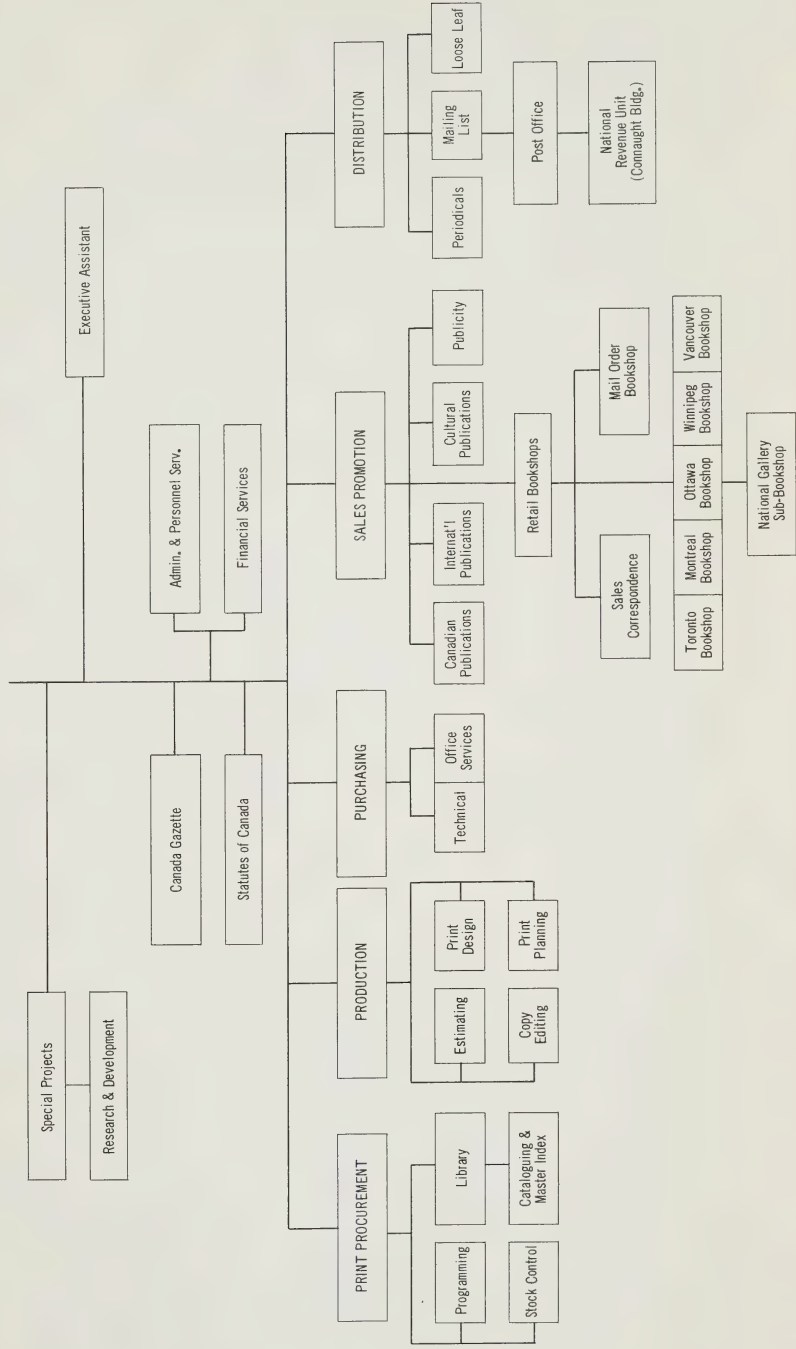 Executive Assistant
Special Projects
Research & Development
Canada Gazette
Statutes of Canada
Admin. & Personnel Serv.
Financial Services
PRINT PROCUREMENT
Programming
Stock Control
Library
Cataloguing &
Master Index
PRODUCTION
Estimating
Copy
Editing
Print
Design
Print
Planning
PURCHASING
Technical
Office
Services
SALES PROMOTION
Canadian
Publications
Internat'l
Publications
Cultural
Publications
Publicity
Retail Bookshops
Sales
Correspondence
Mail Order
Bookshop
Toronto
Bookshop
Montreal
Bookshop
Ottawa
Bookshop
Winnipeg
Bookshop
Vancouver
Bookshop
National Gallery
Sub-Bookshop
DISTRIBUTION
Periodicals
Mailing
List
Loose Leaf
Post Office
National
Revenue Unit
(Connaught Bldg.)